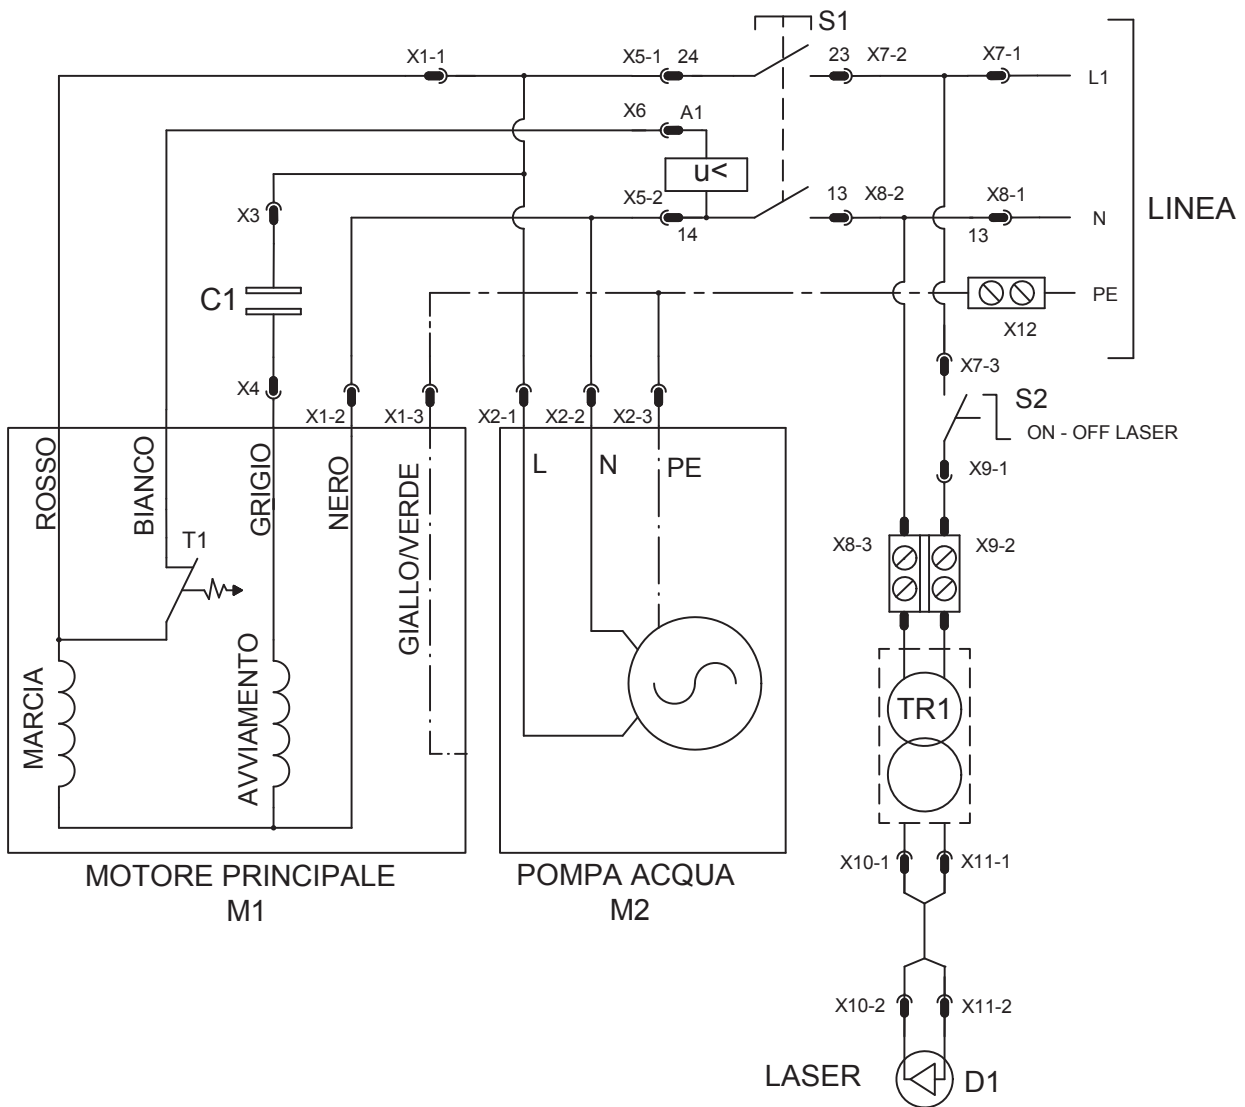 S1
X1-1
X5-1
24
23
X7-2
X7-1
L1
X6
A1
u<
X3
X5-2
14
13
X8-2
X8-1
13
N
LINEA
C1
PE
X12
X4
X1-2
X1-3
X2-1
X2-2
X2-3
X7-3
S2
ON - OFF LASER
X9-1
ROSSO
BIANCO
GRIGIO
NERO
GIALLO/VERDE
L
N
PE
T1
X8-3
X9-2
MARCIA
AVVIAMENTO
TR1
MOTORE PRINCIPALE
M1
POMPA ACQUA
M2
X10-1
X11-1
X10-2
X11-2
LASER
D1